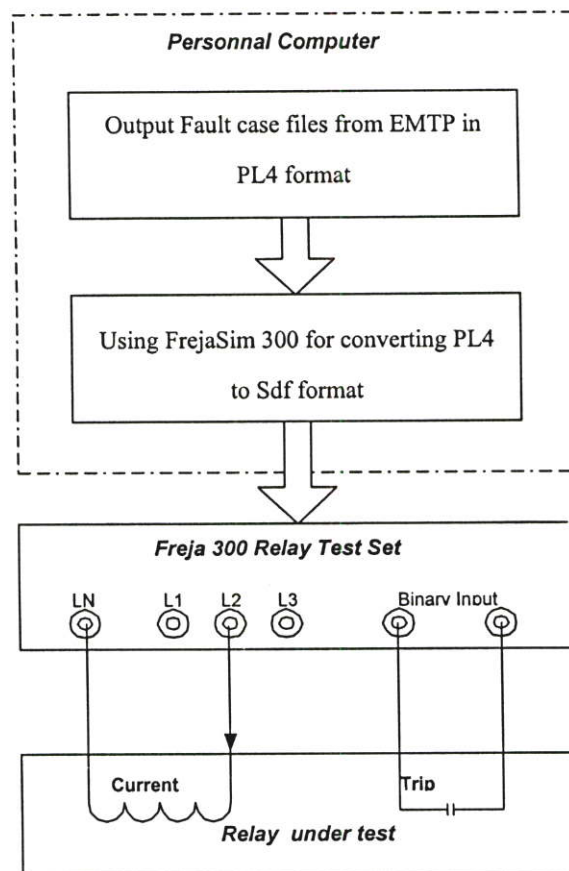 Personnal Computer
Output Fault case files from EMTP in
PL4 format
Using FrejaSim 300 for converting PL4
to Sdf format
Freja 300 Relay Test Set
LN L1 L2 L3 Binary Input
Current Trip
Relay under test